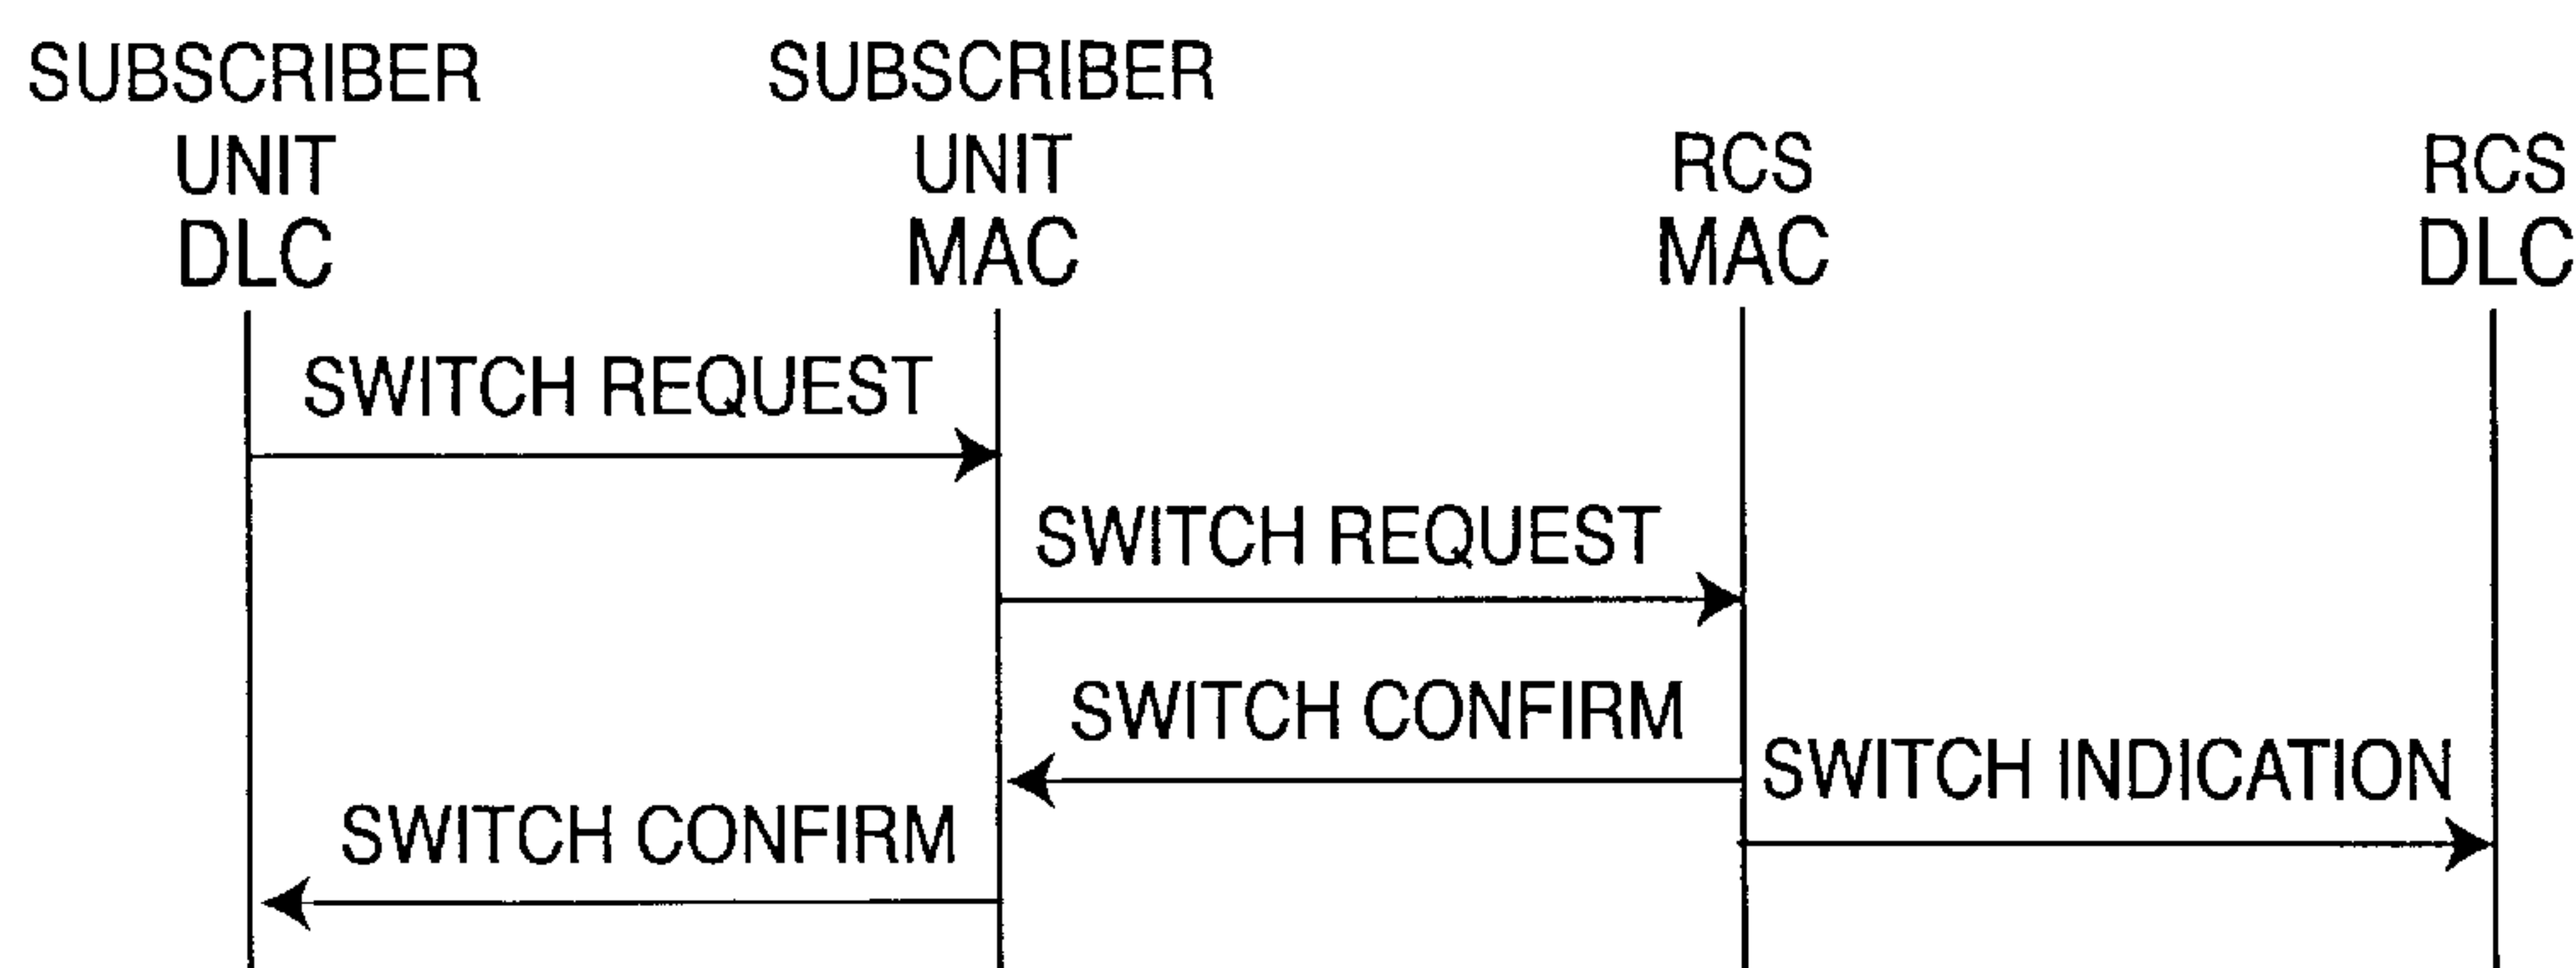 SUBSCRIBER
UNIT
DLC
SUBSCRIBER
UNIT
MAC
RCS
MAC
RCS
DLC
SWITCH REQUEST
SWITCH REQUEST
SWITCH CONFIRM
SWITCH INDICATION
SWITCH CONFIRM